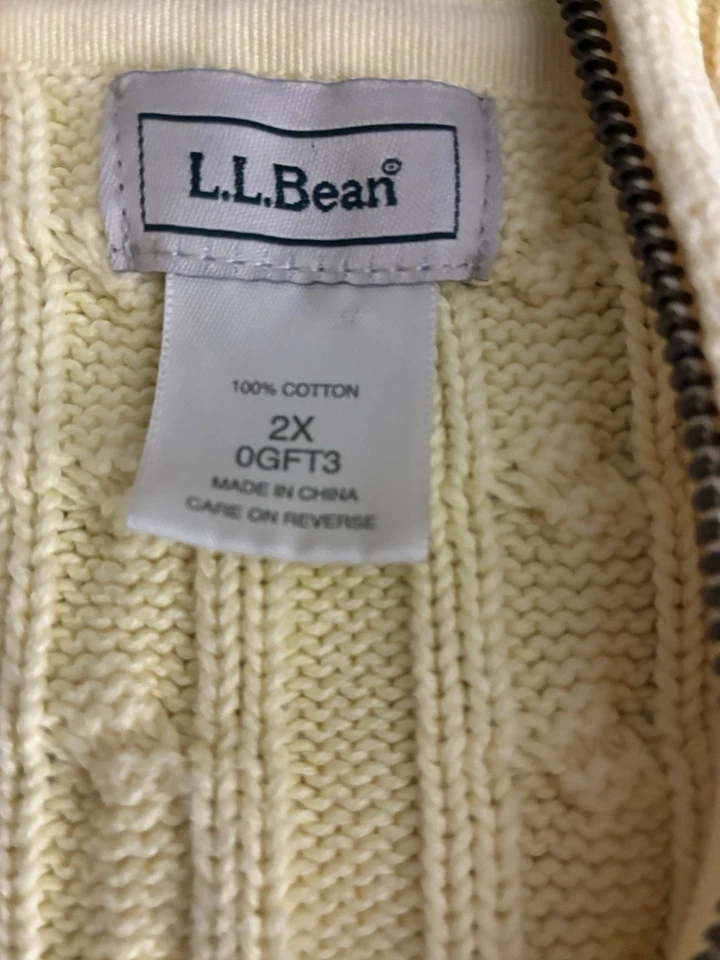 L.L.Bean®
100% COTTON
2X
0GFT3
MADE IN CHINA
CARE ON REVERSE